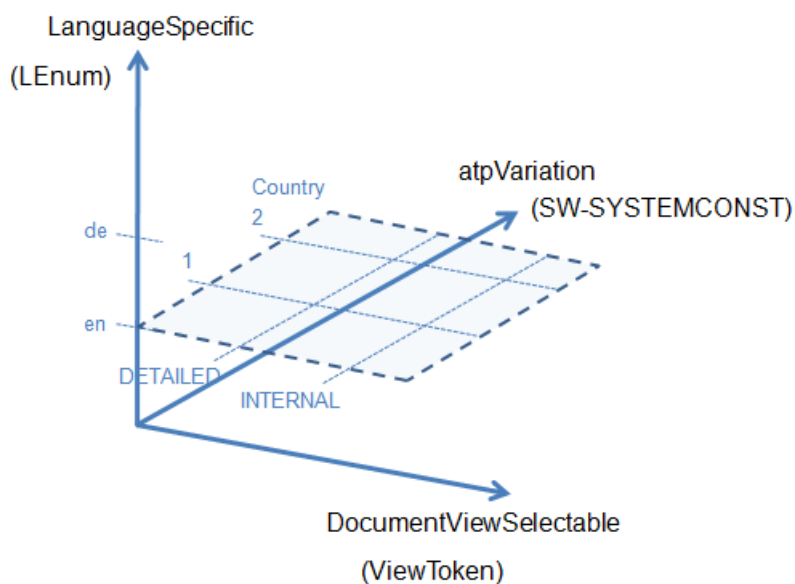 LanguageSpecific
(LEnum)
atpVariation
(SW-SYSTEMCONST)
Country
2
de
1
en
DETAILED
INTERNAL
DocumentViewSelectable
(ViewToken)